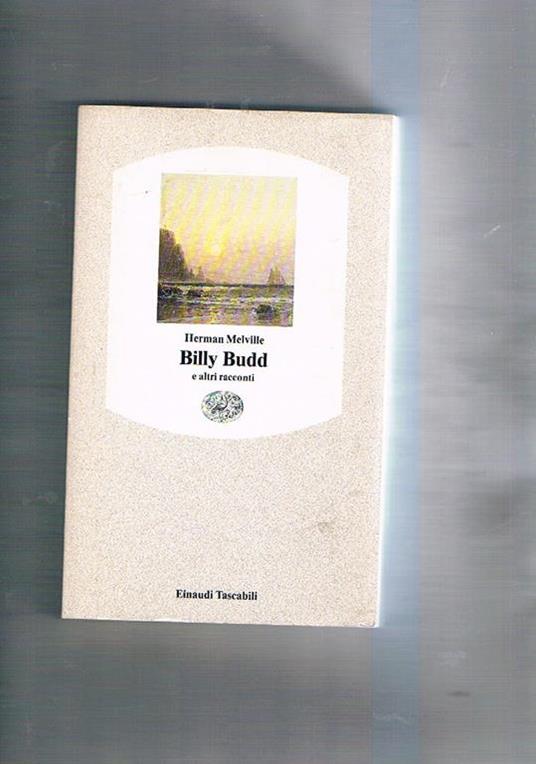 Herman Melville
Billy Budd
e altri racconti
Einaudi Tascabili